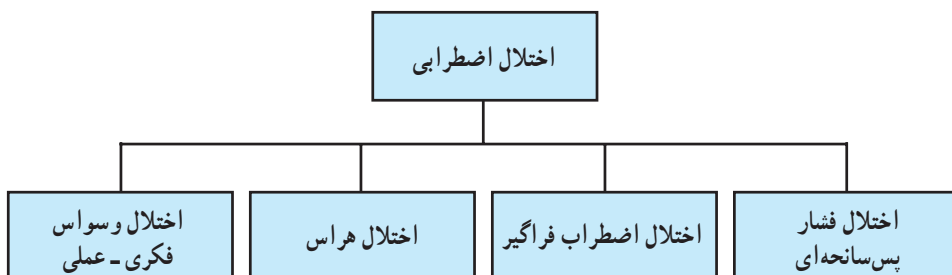 اختلال اضطرابی
اختلال فشار
پس‌سانحه‌ای
اختلال اضطراب فراگیر
اختلال هراس
اختلال وسواس
فکری ـ عملی